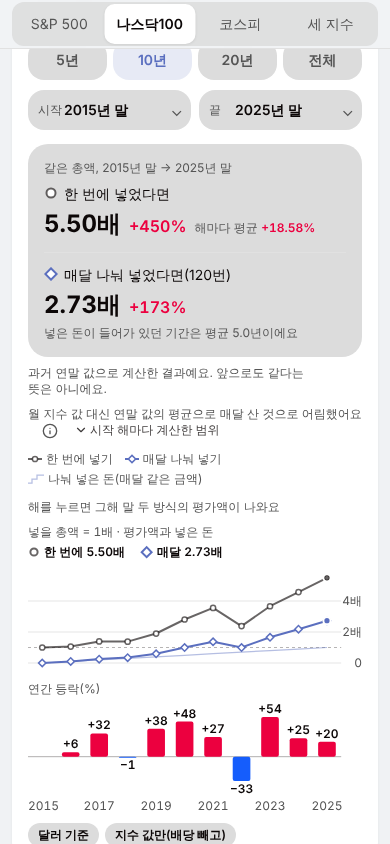 S&P 500 나스닥100 코스피 세 지수
5년 10년 20년 전체
시작 2015년 말 끝 2025년 말
같은 총액, 2015년 말 → 2025년 말
한 번에 넣었다면
5.50배 +450% 해마다 평균 +18.58%
매달 나눠 넣었다면(120번)
2.73배 +173%
넣은 돈이 들어가 있던 기간은 평균 5.0년이에요
과거 연말 값으로 계산한 결과예요. 앞으로도 같다는
뜻은 아니에요.
월 지수 값 대신 연말 값의 평균으로 매달 산 것으로 어림했어요
시작 해마다 계산한 범위
한 번에 넣기 매달 나눠 넣기
나눠 넣은 돈(매달 같은 금액)
해를 누르면 그해 말 두 방식의 평가액이 나와요
넣을 총액 = 1배 · 평가액과 넣은 돈
한 번에 5.50배 매달 2.73배
4배
2배
0
연간 등락(%)
+6 +32 −1 +38 +48 +27 −33 +54 +25 +20
2015 2017 2019 2021 2023 2025
달러 기준 지수 값만(배당 빼고)